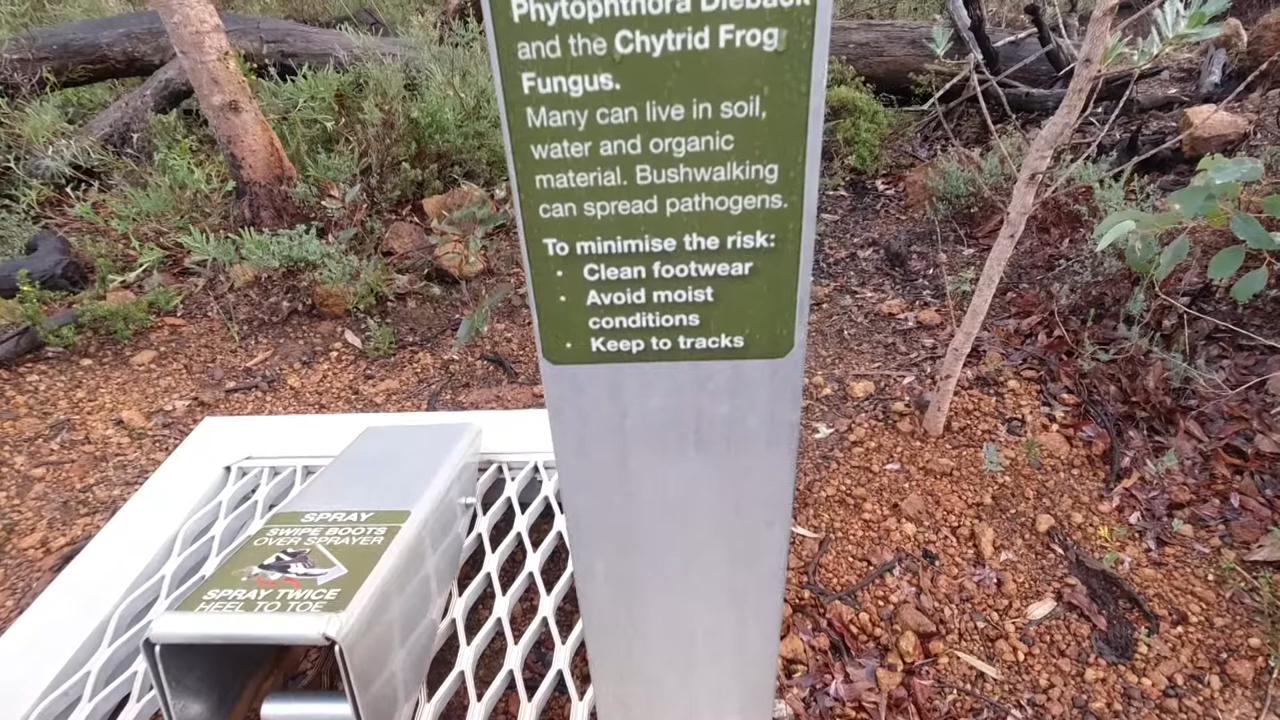 Phytophthora Dieback
and the Chytrid Frog
Fungus.
Many can live in soil,
water and organic
material. Bushwalking
can spread pathogens.
To minimise the risk:
• Clean footwear
• Avoid moist
conditions
• Keep to tracks
SPRAY
SWIPE BOOTS
OVER SPRAYER
SPRAY TWICE
HEEL TO TOE